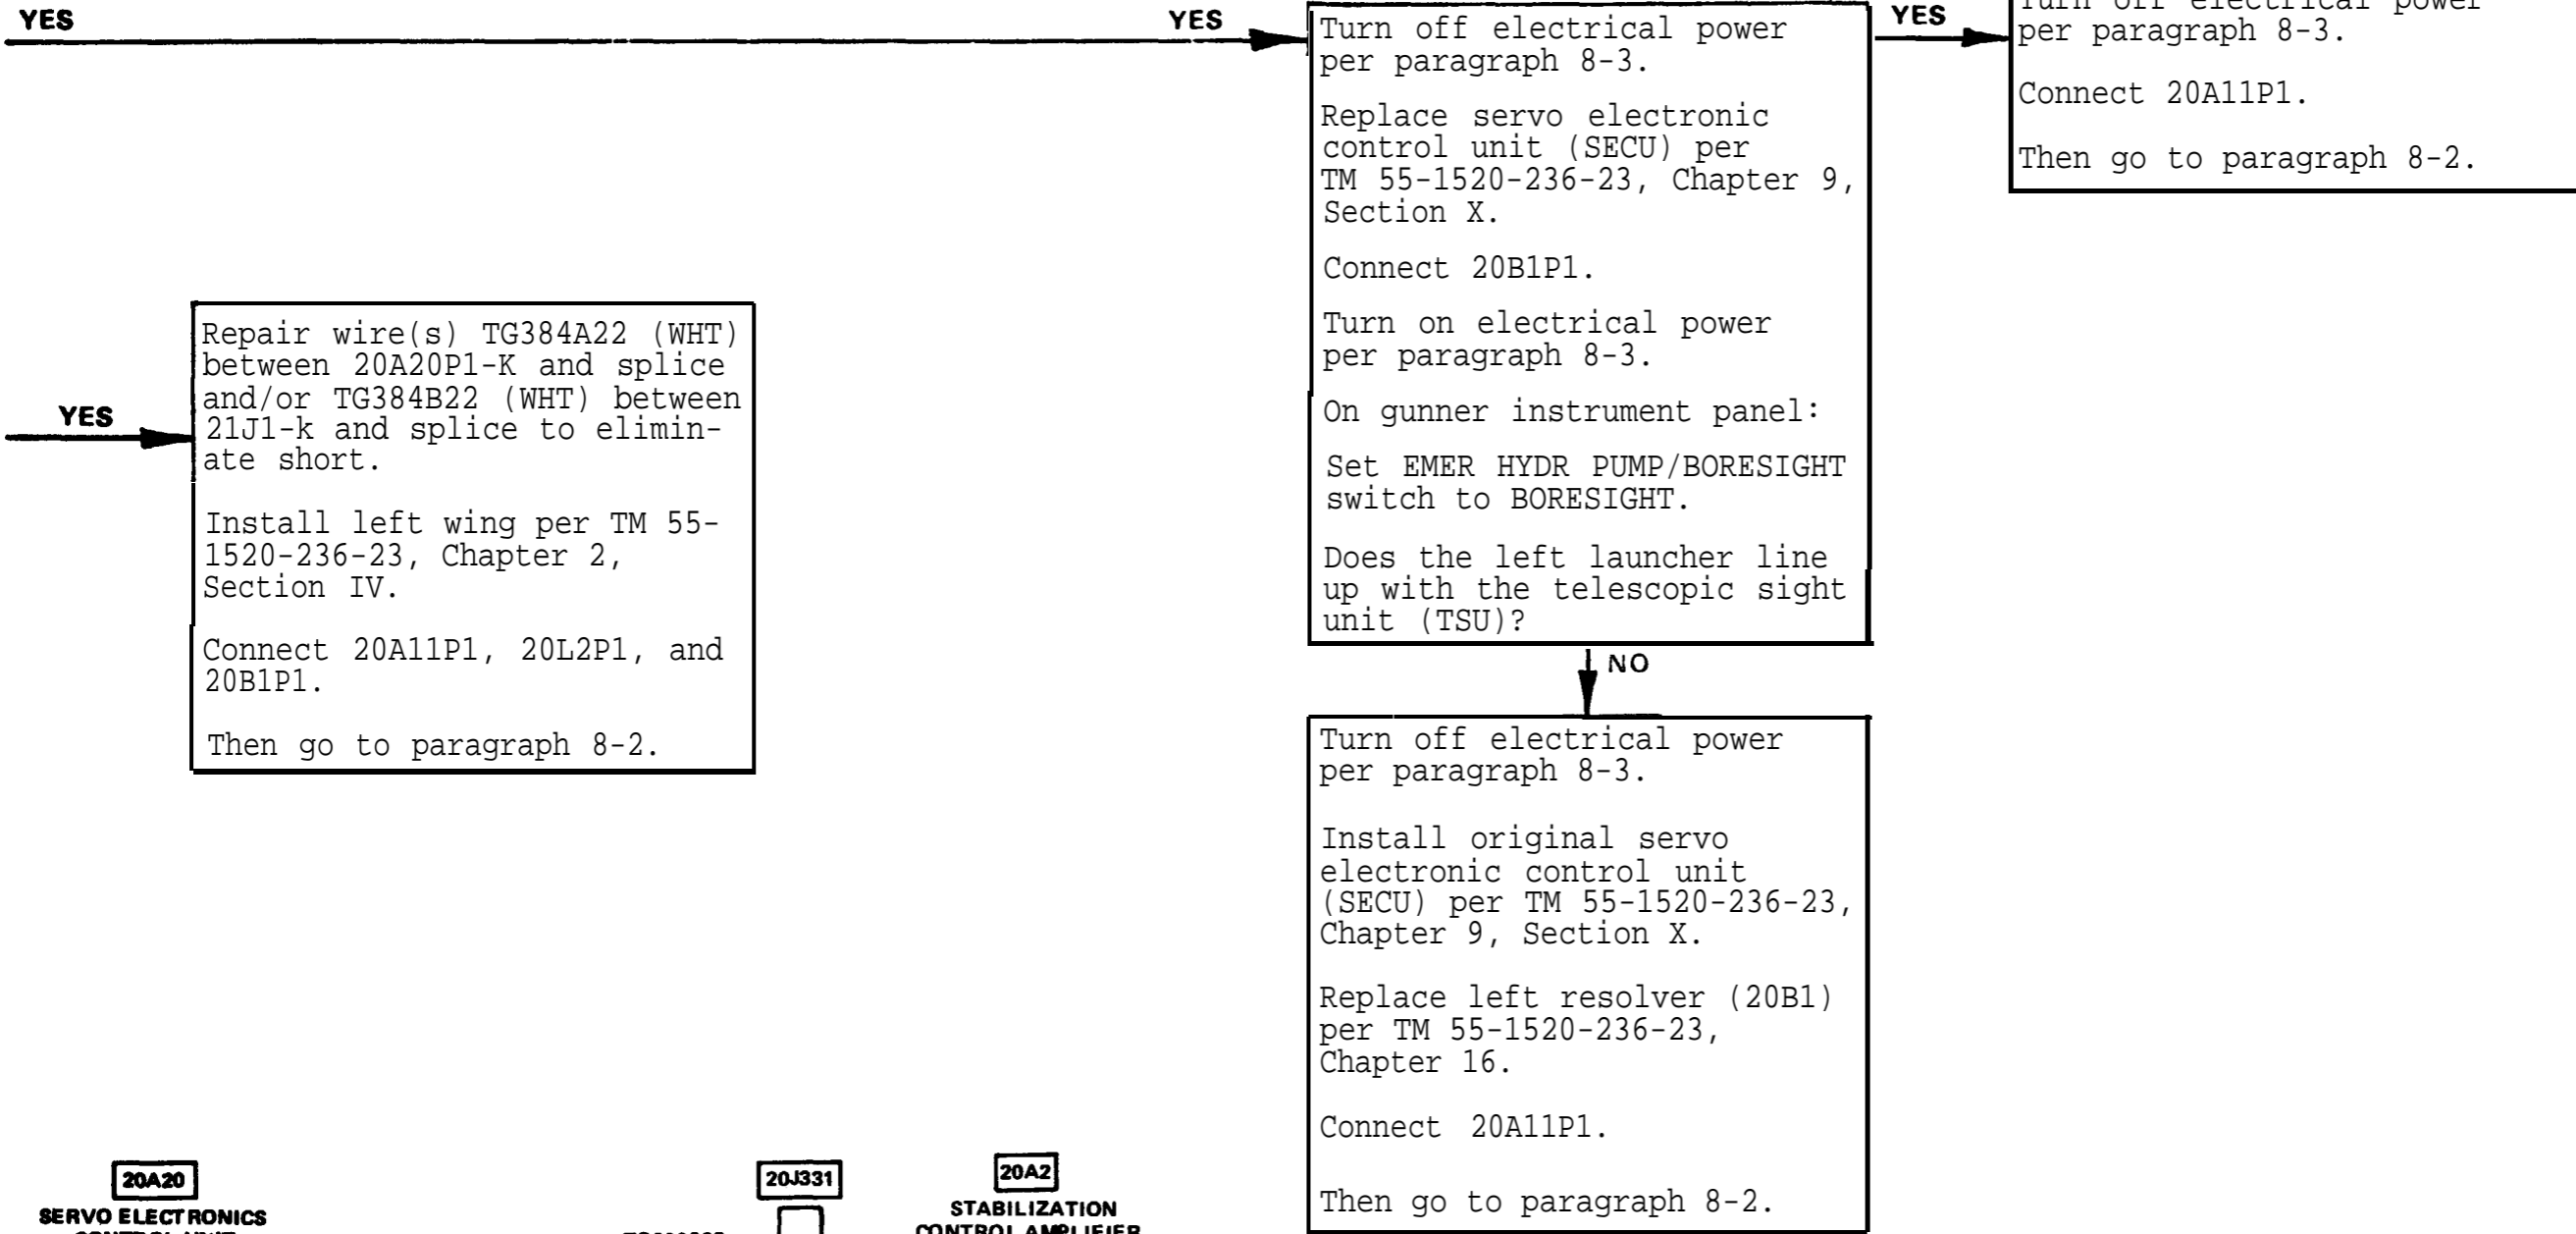 YES
YES
Turn off electrical power
per paragraph 8-3.
Replace servo electronic
control unit (SECU) per
TM 55-1520-236-23, Chapter 9,
Section X.
Connect 20B1P1.
Turn on electrical power
per paragraph 8-3.
On gunner instrument panel:
Set EMER HYDR PUMP/BORESIGHT
switch to BORESIGHT.
Does the left launcher line
up with the telescopic sight
unit (TSU)?
YES
Turn off electrical power
per paragraph 8-3.
Connect 20A11P1.
Then go to paragraph 8-2.
YES
Repair wire(s) TG384A22 (WHT)
between 20A20P1-K and splice
and/or TG384B22 (WHT) between
21J1-k and splice to elimin-
ate short.
Install left wing per TM 55-
1520-236-23, Chapter 2,
Section IV.
Connect 20A11P1, 20L2P1, and
20B1P1.
Then go to paragraph 8-2.
NO
Turn off electrical power
per paragraph 8-3.
Install original servo
electronic control unit
(SECU) per TM 55-1520-236-23,
Chapter 9, Section X.
Replace left resolver (20B1)
per TM 55-1520-236-23,
Chapter 16.
Connect 20A11P1.
Then go to paragraph 8-2.
20A20
SERVO ELECTRONICS
CONTROL UNIT
20J331
20A2
STABILIZATION
CONTROL AMPLIFIER